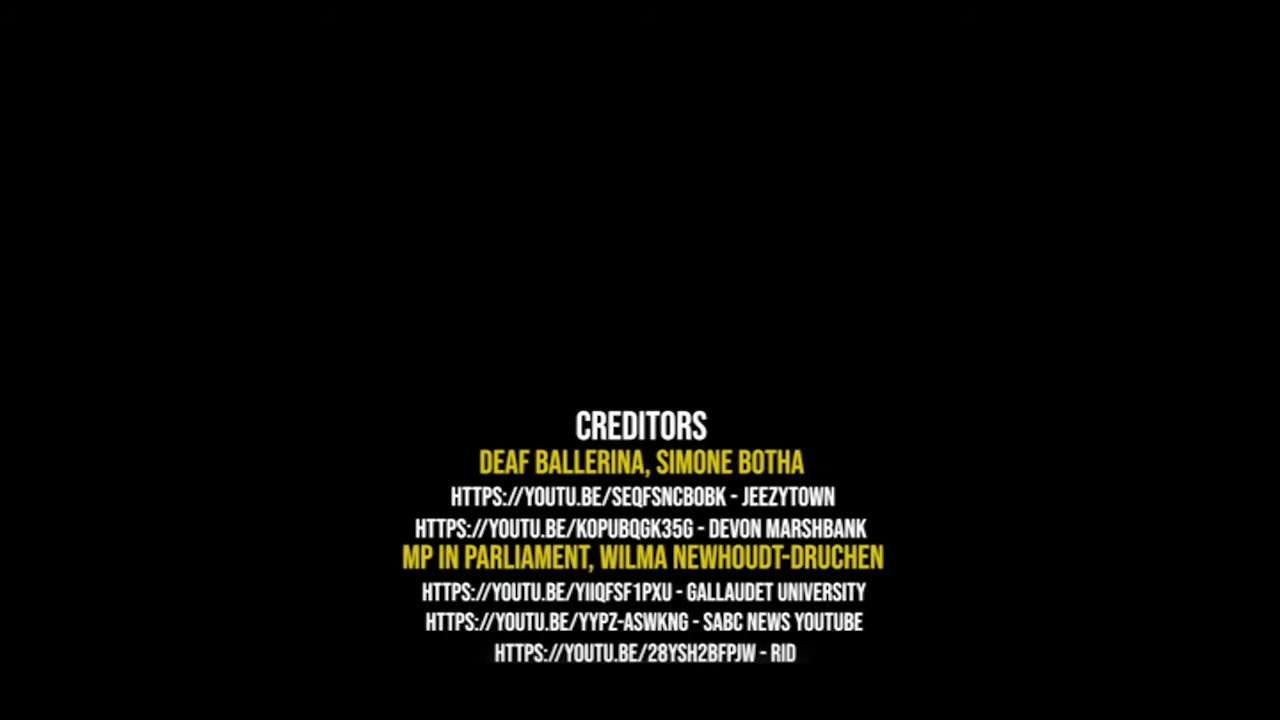 CREDITORS
DEAF BALLERINA, SIMONE BOTHA
HTTPS://YOUTU.BE/SEQFSNCBOBK - JEEZYTOWN
HTTPS://YOUTU.BE/KOPUBQGK35G - DEVON MARSHBANK
MP IN PARLIAMENT, WILMA NEWHOUDT-DRUCHEN
HTTPS://YOUTU.BE/YIIQFSF1PXU - GALLAUDET UNIVERSITY
HTTPS://YOUTU.BE/YYPZ-ASWKNG - SABC NEWS YOUTUBE
HTTPS://YOUTU.BE/28YSH2BFPJW - RID